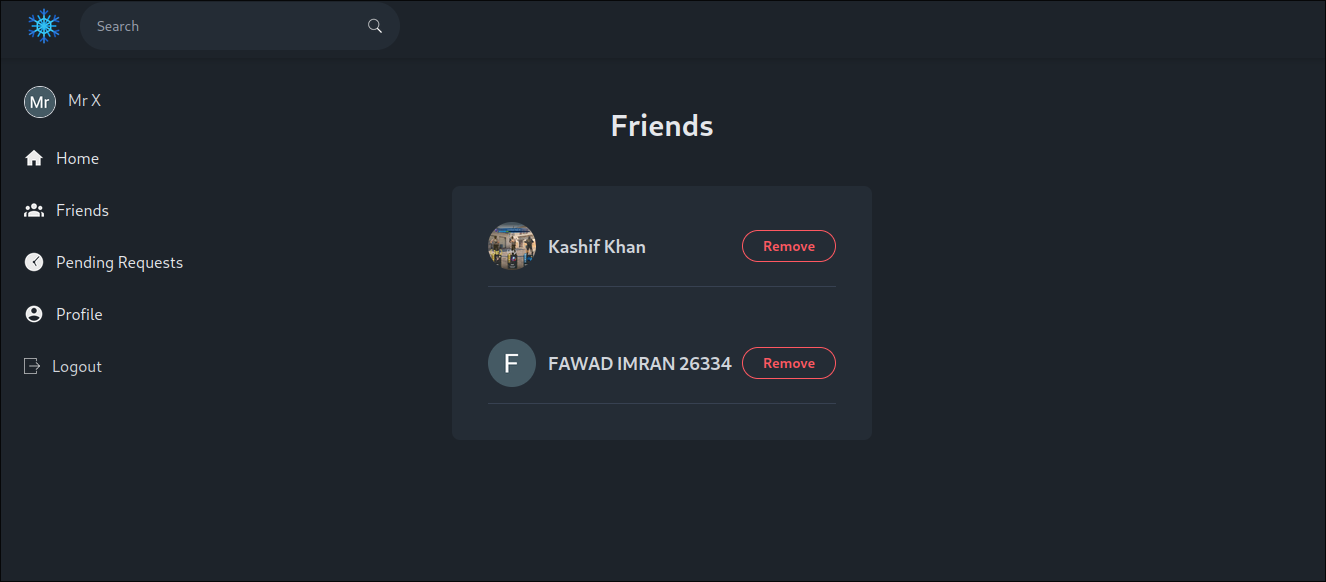 Search
Mr
Mr X
Home
Friends
Pending Requests
Profile
Logout
Friends
Kashif Khan
Remove
F
FAWAD IMRAN 26334
Remove